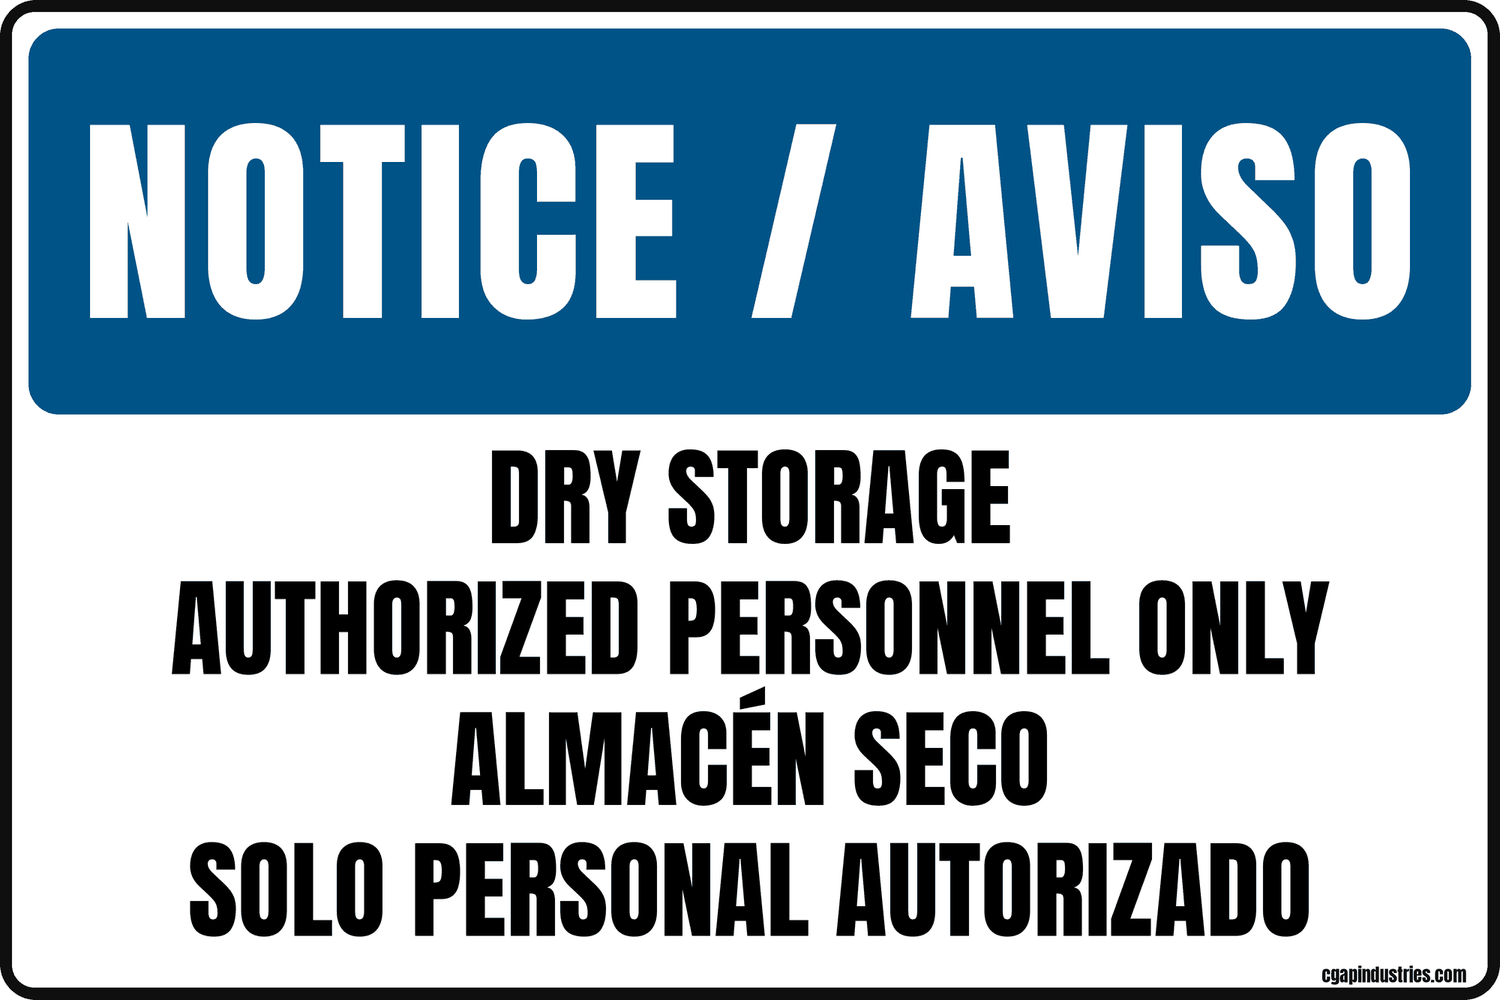 NOTICE / AVISO
DRY STORAGE
AUTHORIZED PERSONNEL ONLY
ALMACÉN SECO
SOLO PERSONAL AUTORIZADO
cgapindustries.com